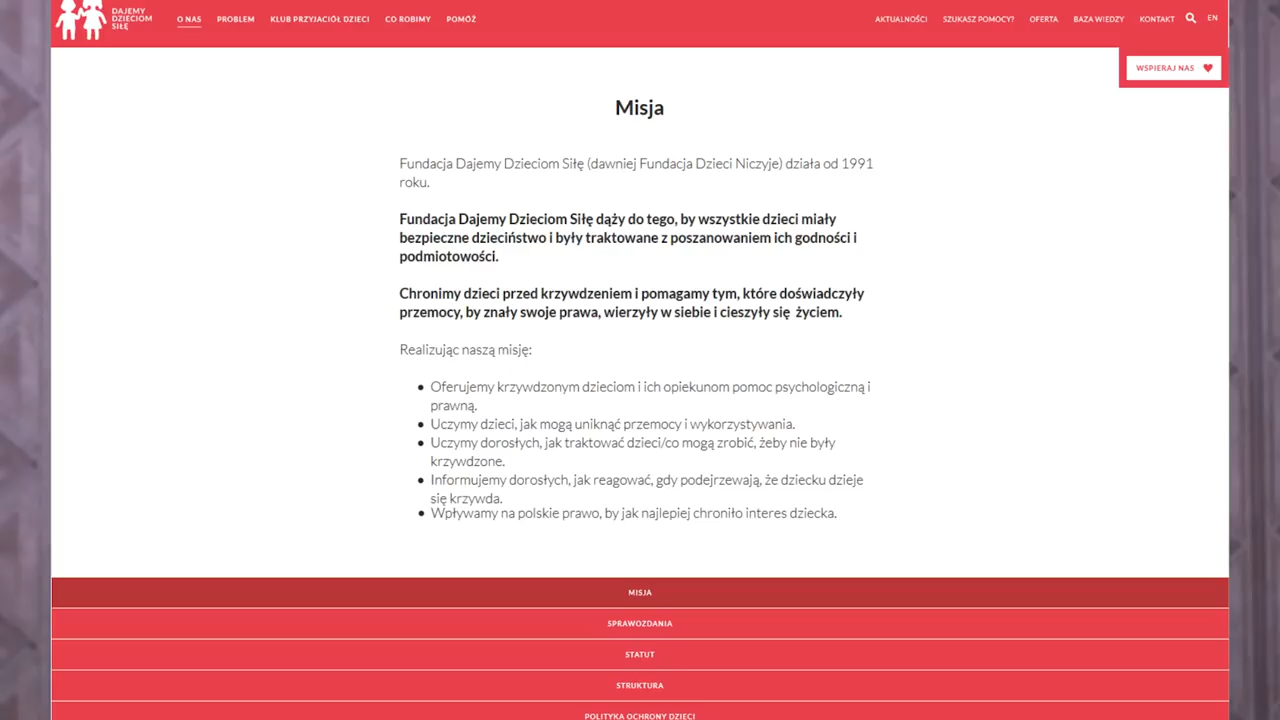 DAJEMY
DZIECIOM
SIŁĘ
O NAS PROBLEM KLUB PRZYJACIÓŁ DZIECI CO ROBIMY POMÓŻ
AKTUALNOŚCI SZUKASZ POMOCY? OFERTA BAZA WIEDZY KONTAKT EN
WSPIERAJ NAS
Misja
Fundacja Dajemy Dzieciom Siłę (dawniej Fundacja Dzieci Niczyje) działa od 1991
roku.
Fundacja Dajemy Dzieciom Siłę dąży do tego, by wszystkie dzieci miały
bezpieczne dzieciństwo i były traktowane z poszanowaniem ich godności i
podmiotowości.
Chronimy dzieci przed krzywdzeniem i pomagamy tym, które doświadczyły
przemocy, by znały swoje prawa, wierzyły w siebie i cieszyły się życiem.
Realizując naszą misję:
• Oferujemy krzywdzonym dzieciom i ich opiekunom pomoc psychologiczną i
prawną.
• Uczymy dzieci, jak mogą uniknąć przemocy i wykorzystywania.
• Uczymy dorosłych, jak traktować dzieci/co mogą zrobić, żeby nie były
krzywdzone.
• Informujemy dorosłych, jak reagować, gdy podejrzewają, że dziecku dzieje
się krzywda.
• Wpływamy na polskie prawo, by jak najlepiej chroniło interes dziecka.
MISJA
SPRAWOZDANIA
STATUT
STRUKTURA
POLITYKA OCHRONY DZIECI